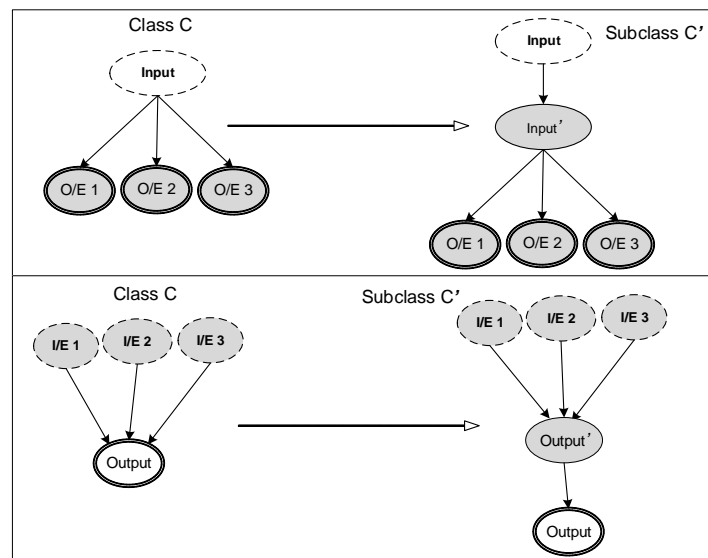 Class C
Subclass C’
Input
Input
Input’
O/E 1
O/E 2
O/E 3
O/E 1
O/E 2
O/E 3
Class C
Subclass C’
I/E 1
I/E 2
I/E 3
I/E 1
I/E 2
I/E 3
Output
Output’
Output